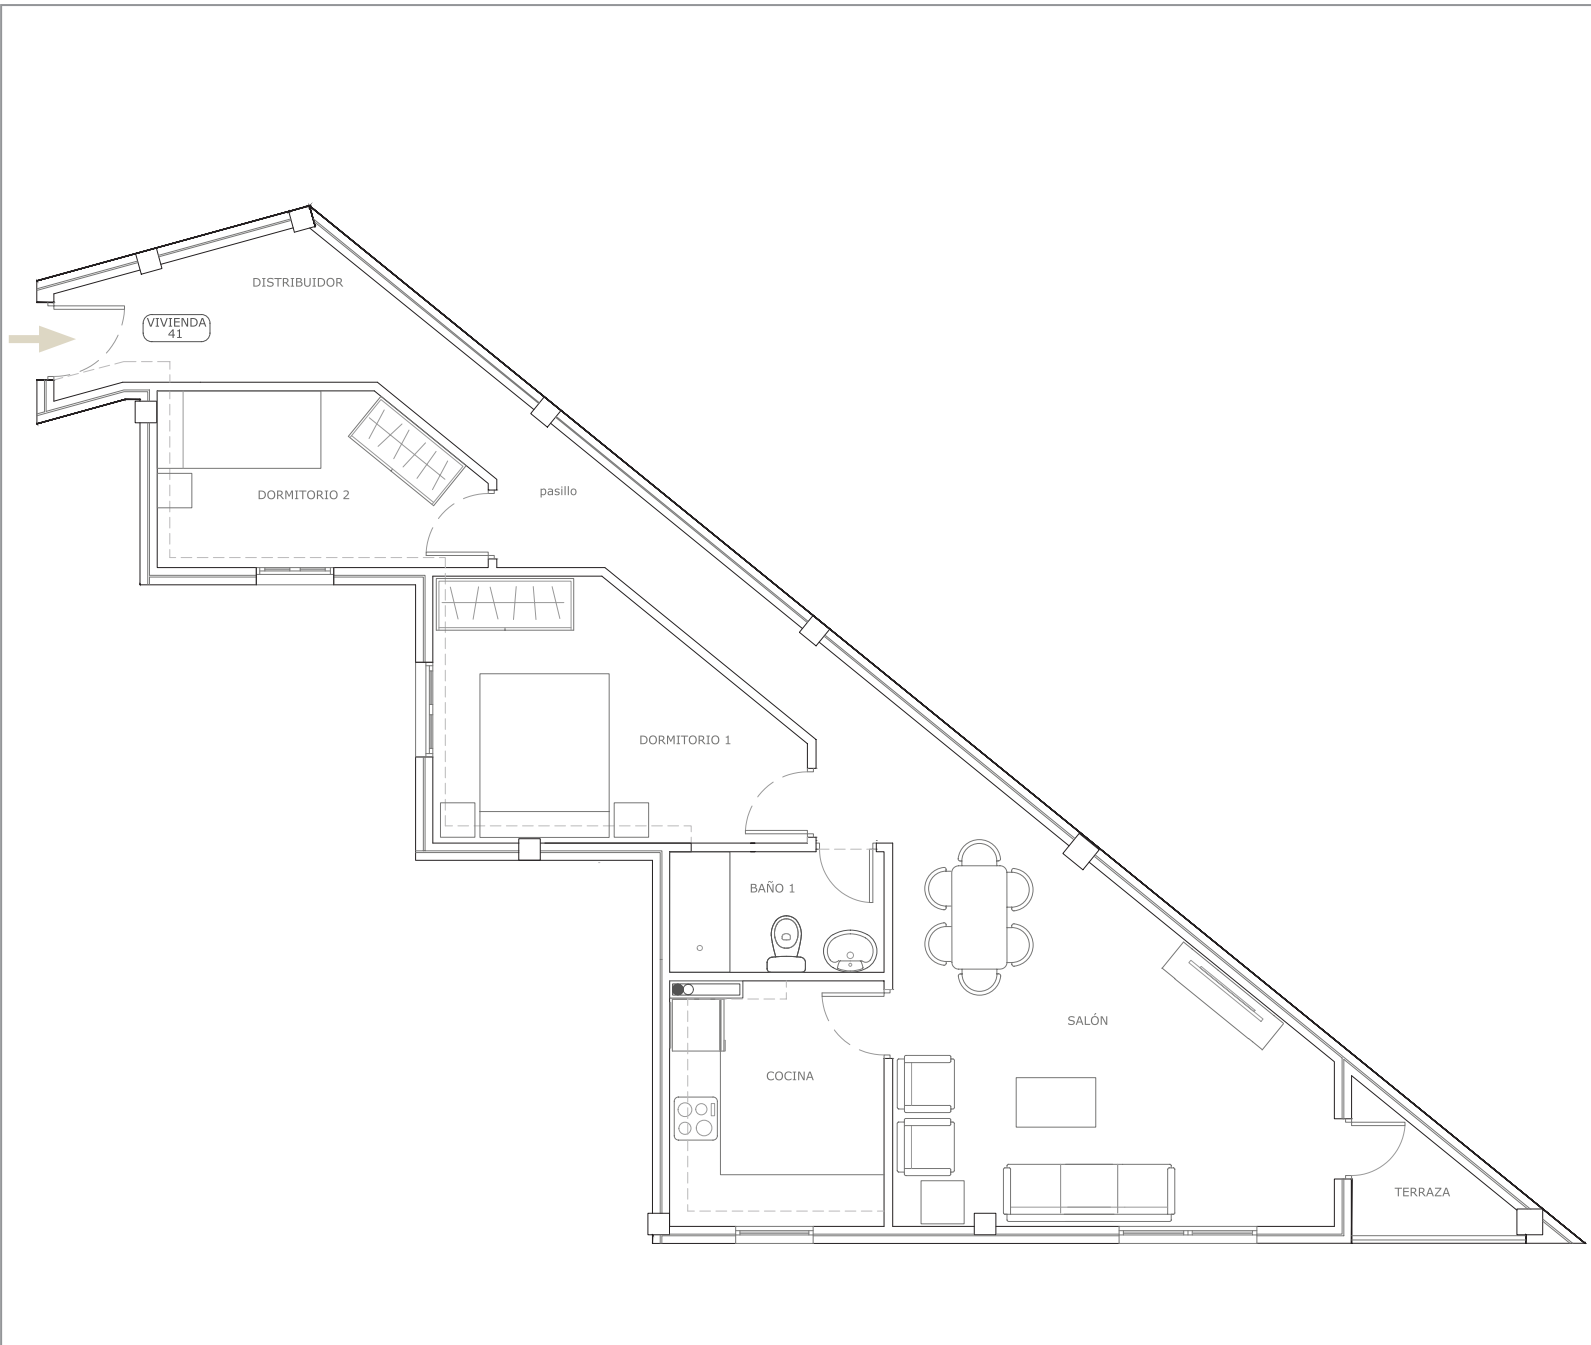 DISTRIBUIDOR
VIVIENDA
41
DORMITORIO 2
pasillo
DORMITORIO 1
BAÑO 1
SALÓN
COCINA
TERRAZA